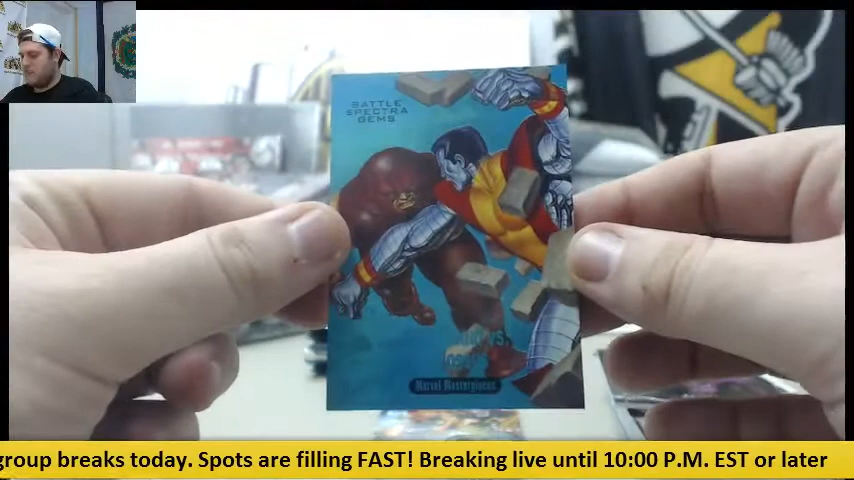 BATTLE
SPECTRA
GEMS
VS.
Marvel Masterpieces
group breaks today. Spots are filling FAST! Breaking live until 10:00 P.M. EST or later